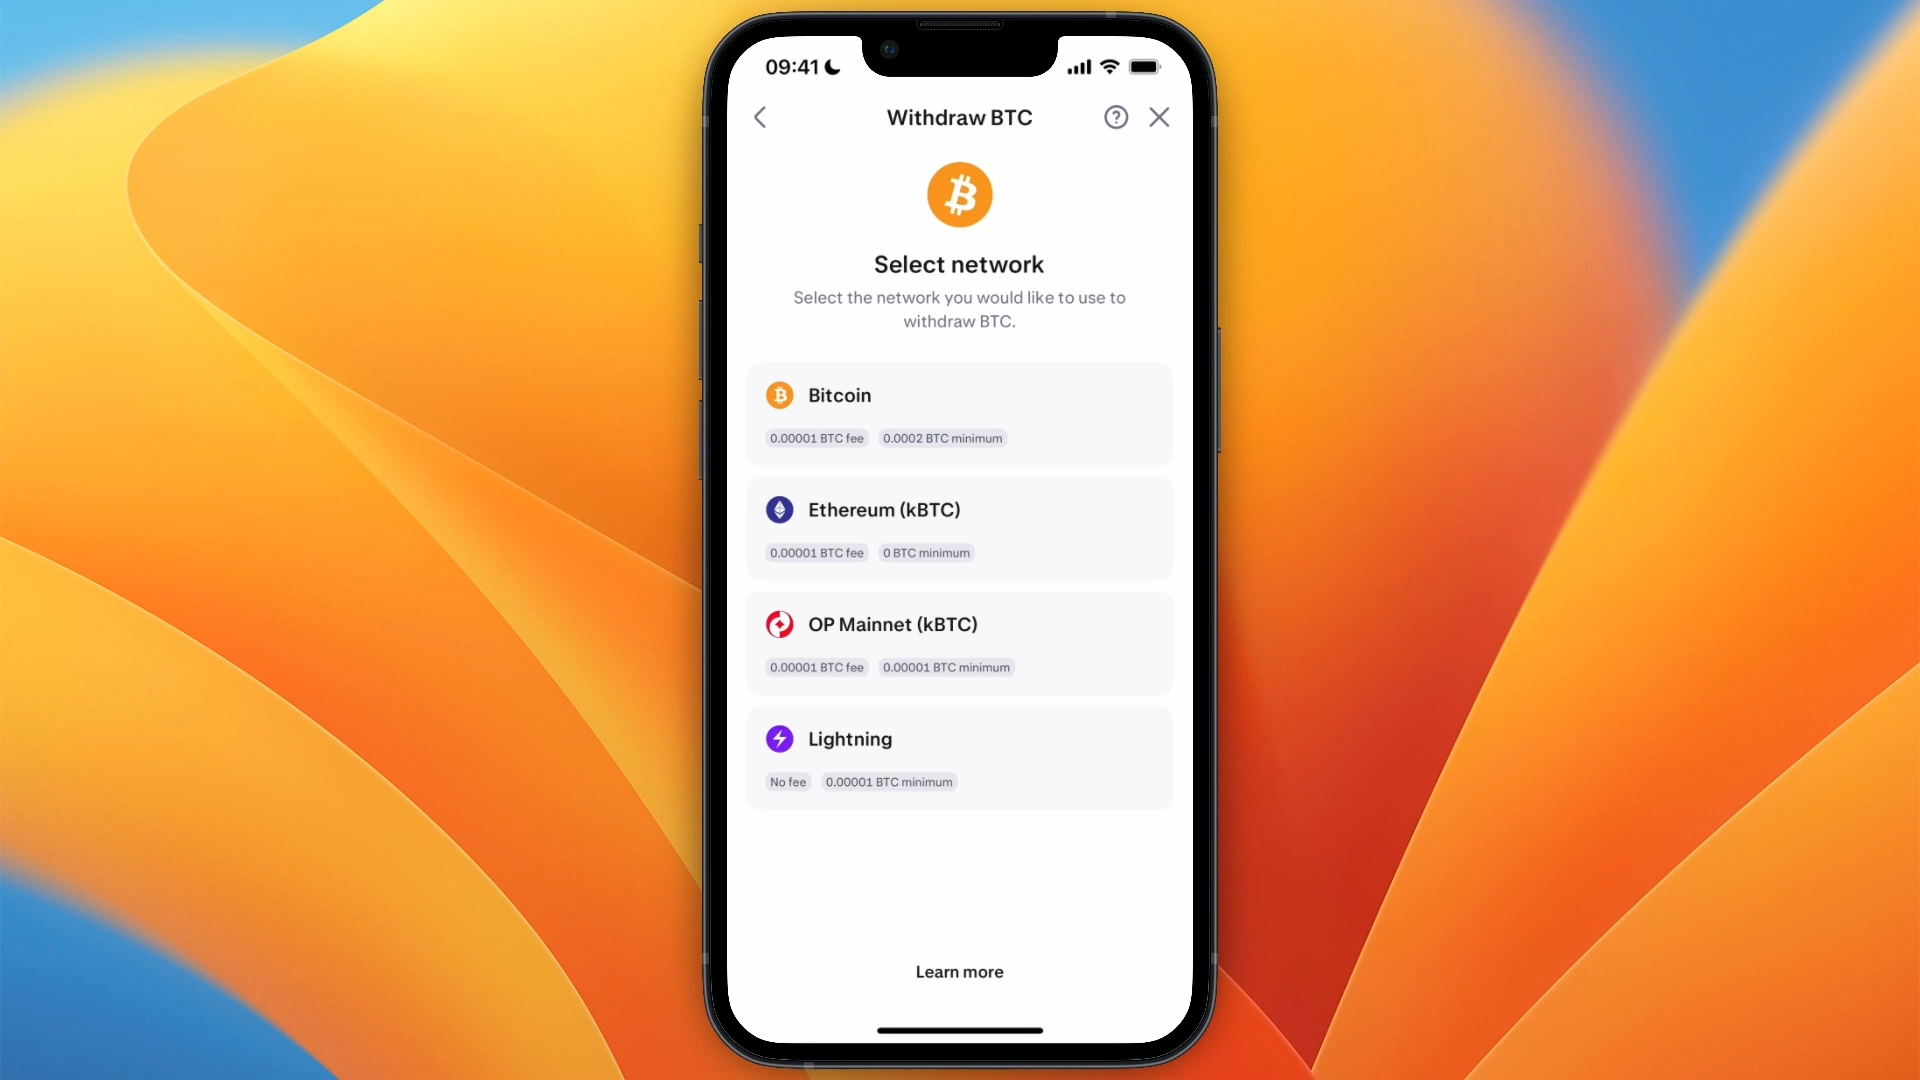 09:41
Withdraw BTC
Select network
Select the network you would like to use to
withdraw BTC.
Bitcoin
0.00001 BTC fee 0.0002 BTC minimum
Ethereum (kBTC)
0.00001 BTC fee 0 BTC minimum
OP Mainnet (kBTC)
0.00001 BTC fee 0.00001 BTC minimum
Lightning
No fee 0.00001 BTC minimum
Learn more